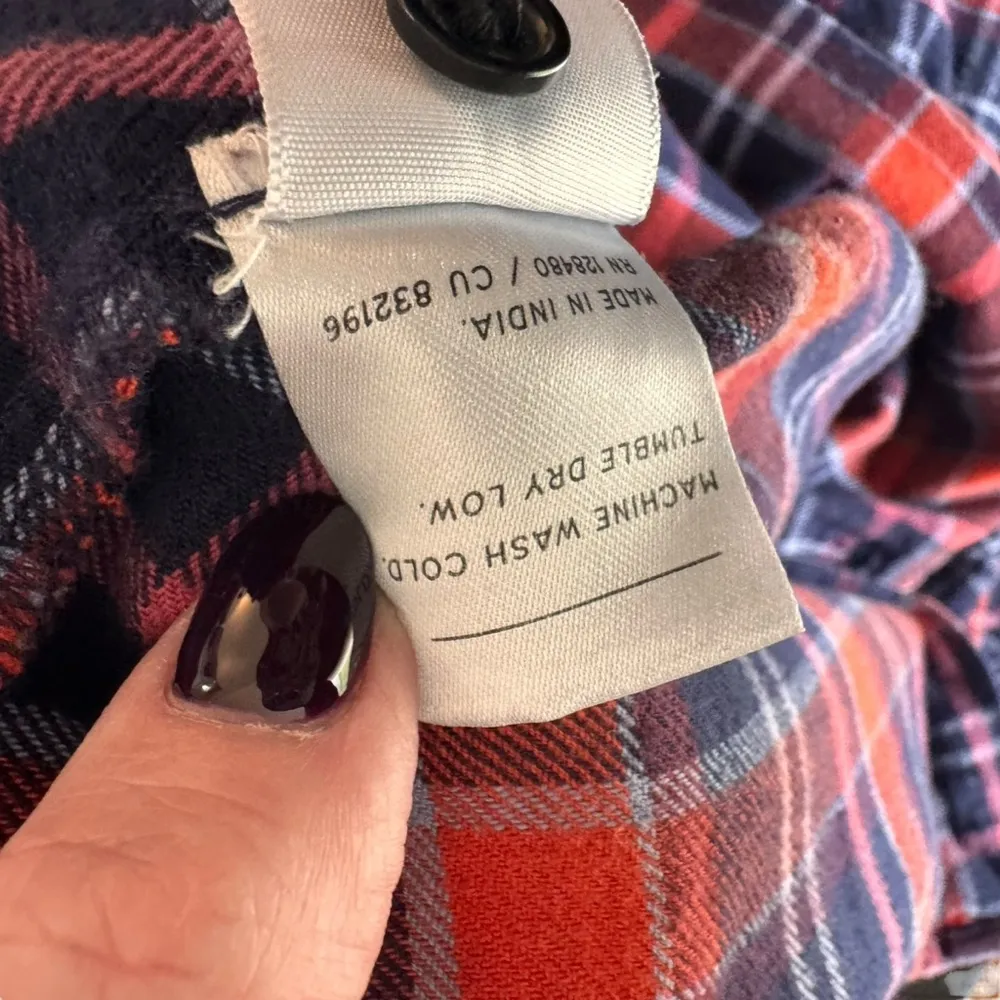 MACHINE WASH COLD.
TUMBLE DRY LOW.
MADE IN INDIA.
RN 128480 / CU 832196